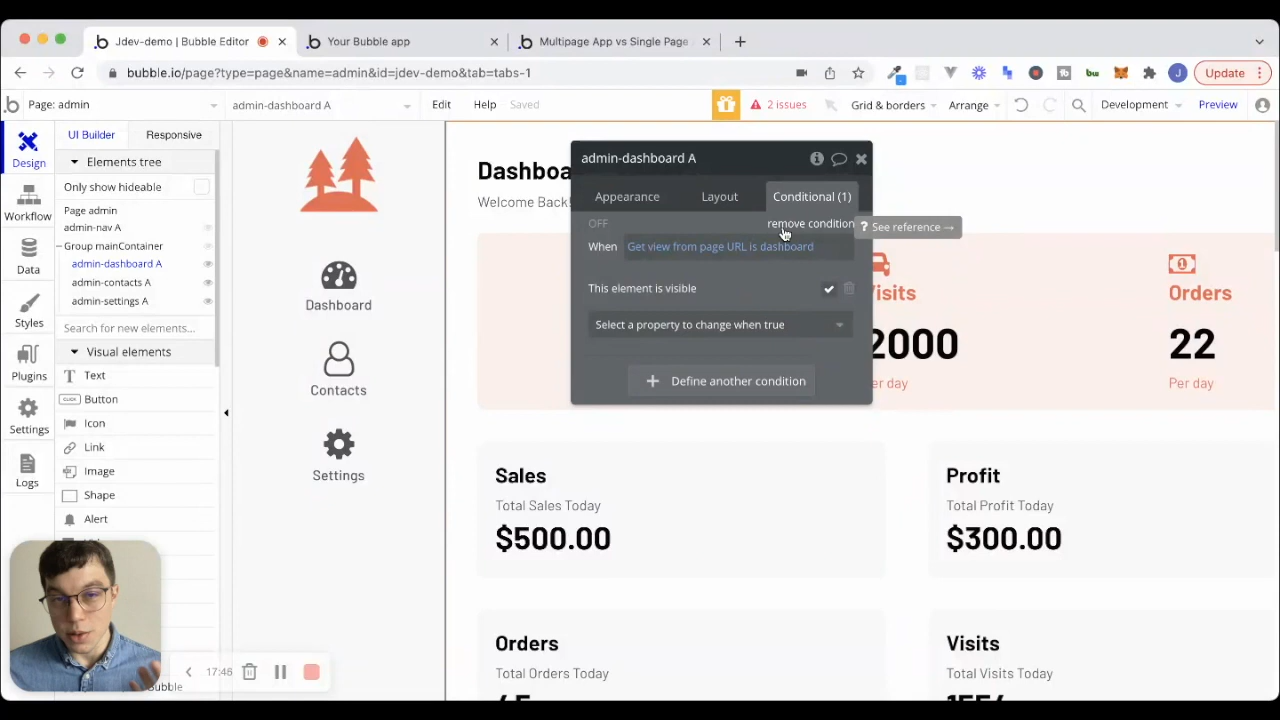 Jdev-demo | Bubble Editor
Your Bubble app
Multipage App vs Single Page
bubble.io/page?type=page&name=admin&id=jdev-demo&tab=tabs-1
J
Update
Page: admin
admin-dashboard A
Edit
Help
Saved
2 issues
Grid & borders
Arrange
Development
Preview
Design
Workflow
Data
Styles
Plugins
Settings
Logs
UI Builder
Responsive
Elements tree
Only show hideable
Page admin
admin-nav A
Group mainContainer
admin-dashboard A
admin-contacts A
admin-settings A
Search for new elements...
Visual elements
Text
Button
CLICK
Icon
Link
Image
Shape
Alert
Bubble
17:48
Dashboard
Contacts
Settings
admin-dashboard A
Appearance
Layout
Conditional (1)
OFF
remove condition
? See reference →
When
Get view from page URL is dashboard
This element is visible
Select a property to change when true
Define another condition
Dashboa
Welcome Back!
isits
2000
er day
Orders
22
Per day
Sales
Total Sales Today
$500.00
Profit
Total Profit Today
$300.00
Orders
Total Orders Today
Visits
Total Visits Today